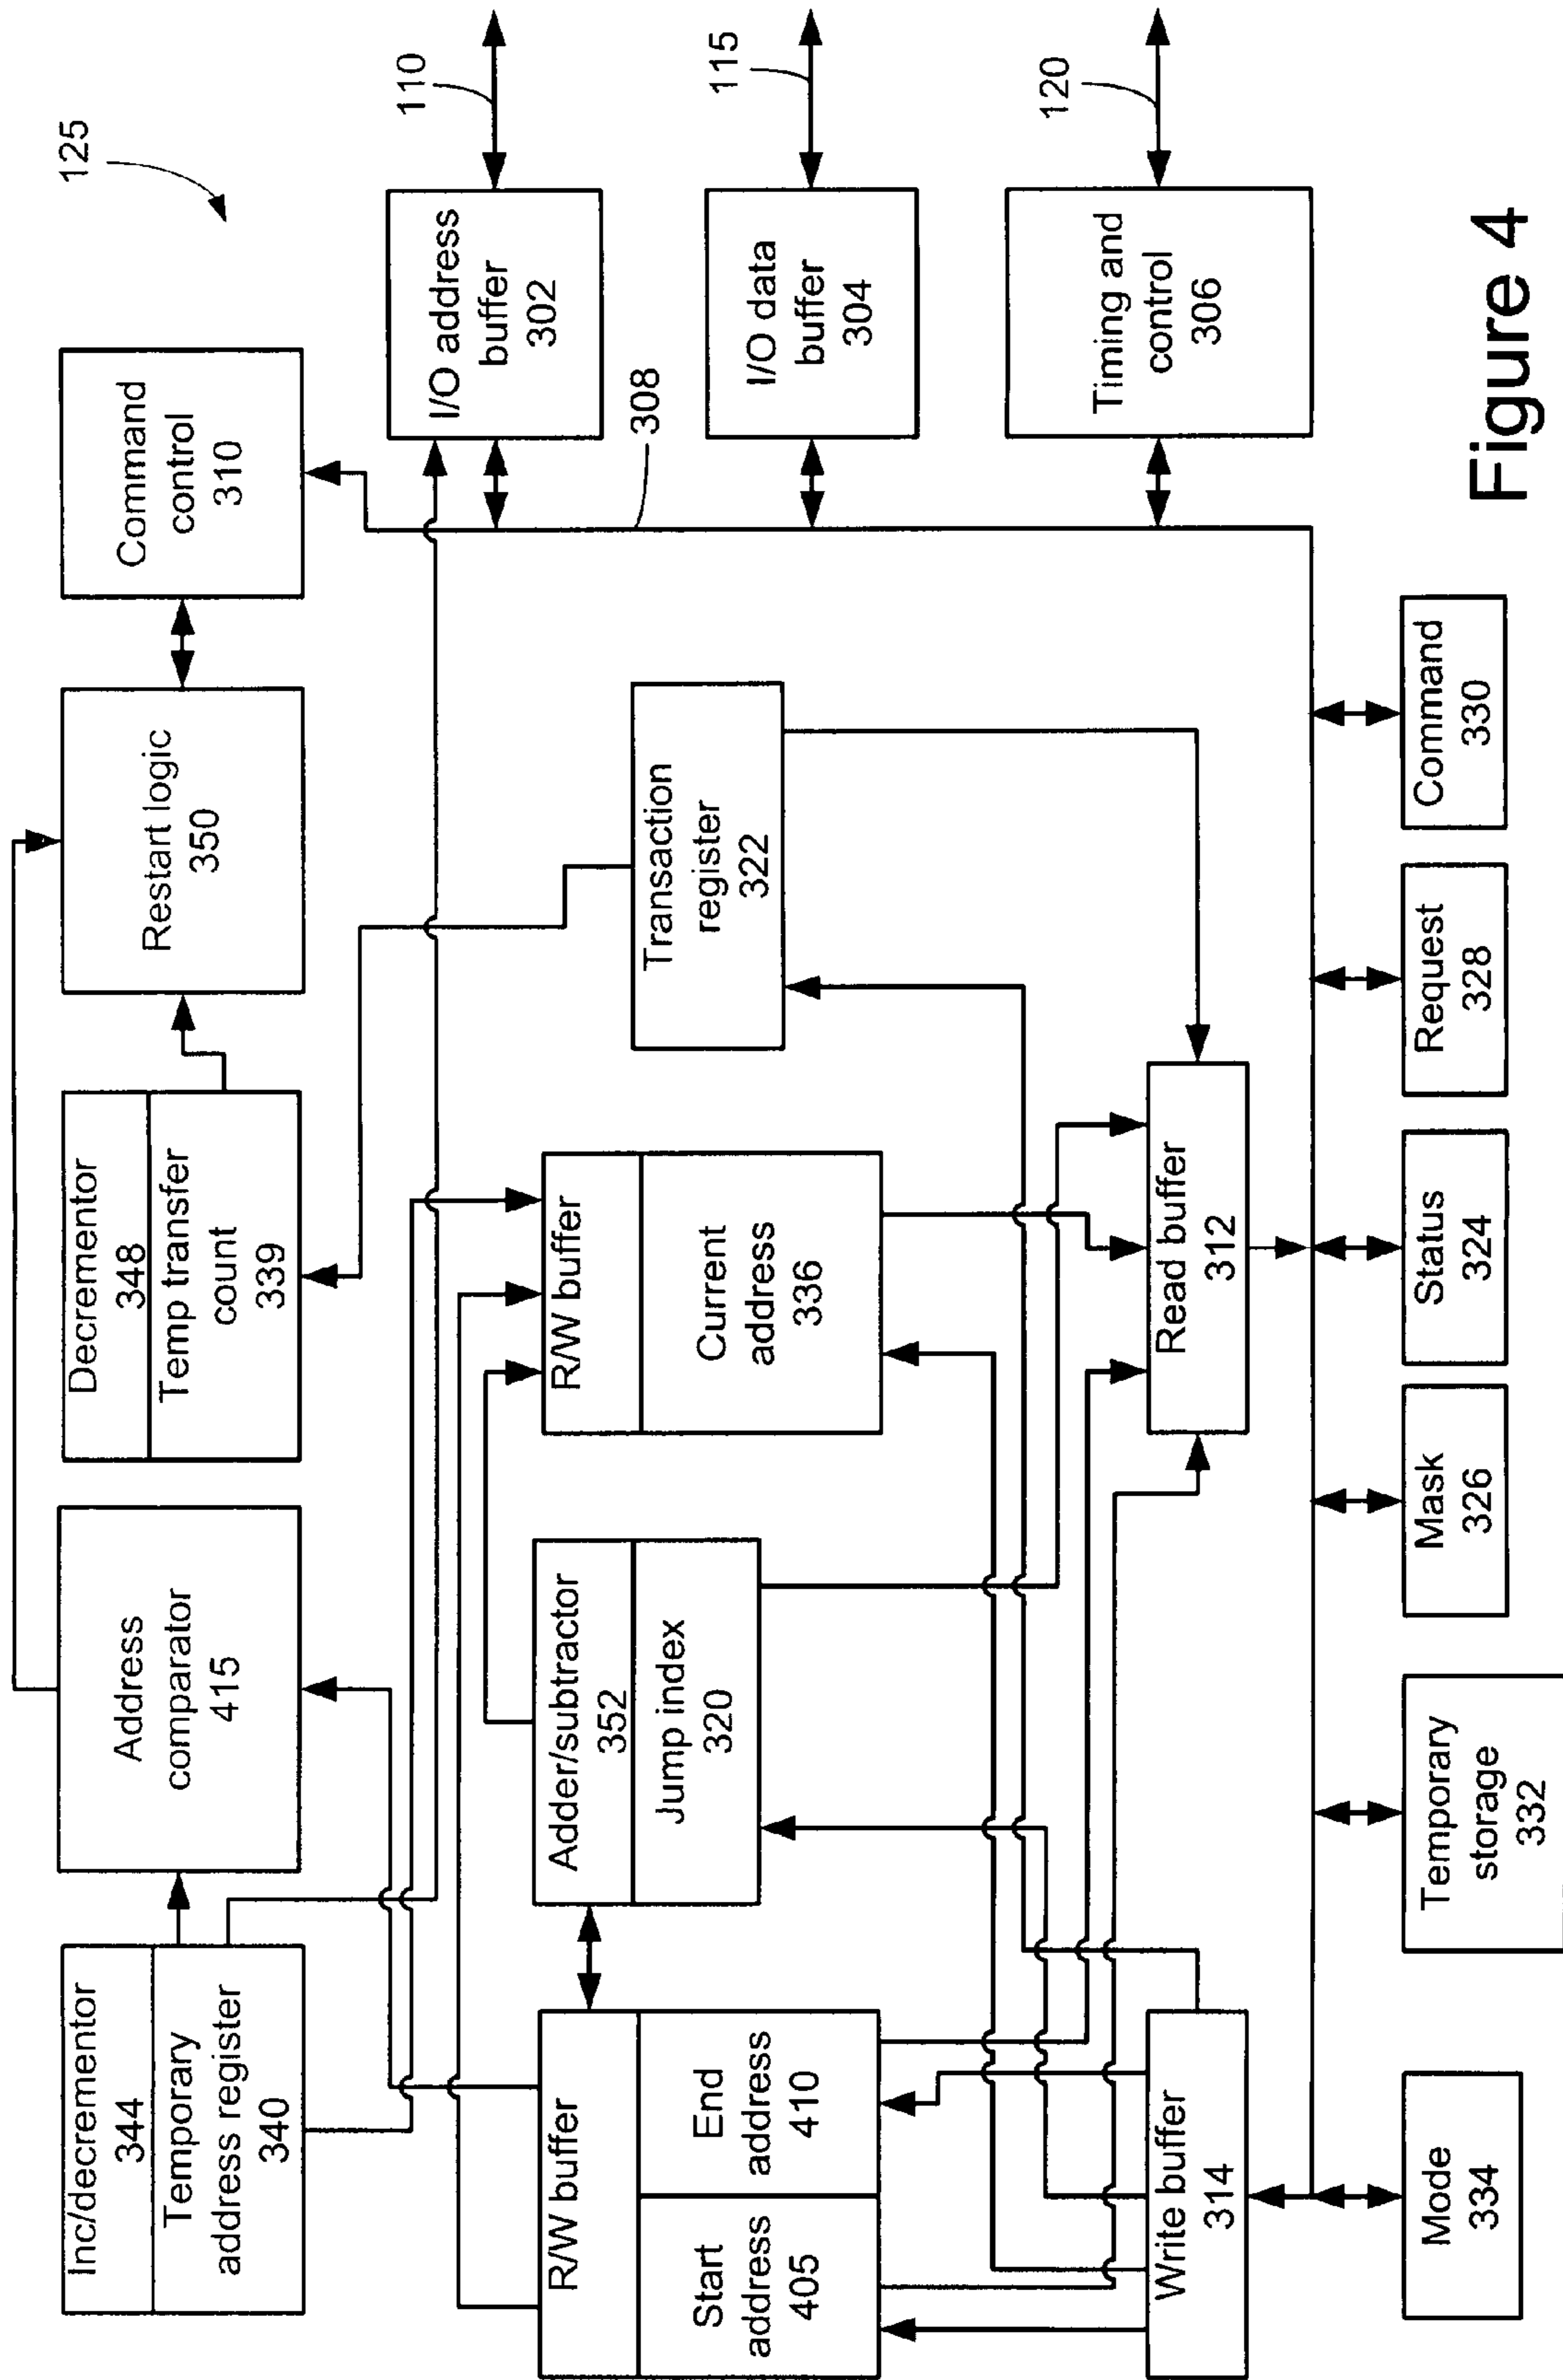 125
Inc/decrementor
344
Temporary
address register
340
Address
comparator
415
Decrementor
348
Temp transfer
count
339
Restart logic
350
Command
control
310
I/O address
buffer
302
110
308
R/W buffer
Start
address
405
End
address
410
Adder/subtractor
352
Jump index
320
R/W buffer
Current
address
336
Transaction
register
322
I/O data
buffer
304
115
Write buffer
314
Read buffer
312
Timing and
control
306
120
Mode
334
Temporary
storage
332
Mask
326
Status
324
Request
328
Command
330
Figure 4